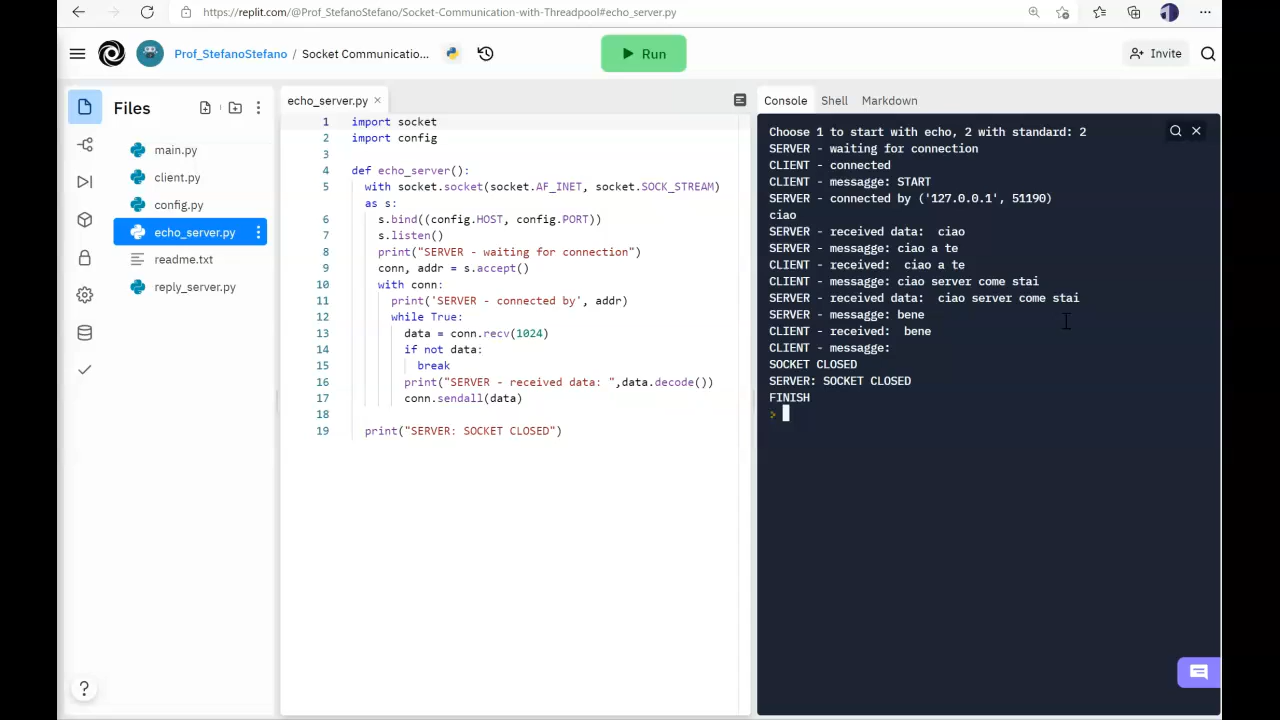 https://replit.com/@Prof_StefanoStefano/Socket-Communication-with-Threadpool#echo_server.py
Prof_StefanoStefano / Socket Communicatio...
Run
Invite
Files
main.py
client.py
config.py
echo_server.py
readme.txt
reply_server.py
?
echo_server.py ×
1 import socket
2 import config
3
4 def echo_server():
5 with socket.socket(socket.AF_INET, socket.SOCK_STREAM)
as s:
6 s.bind((config.HOST, config.PORT))
7 s.listen()
8 print("SERVER - waiting for connection")
9 conn, addr = s.accept()
10 with conn:
11 print('SERVER - connected by', addr)
12 while True:
13 data = conn.recv(1024)
14 if not data:
15 break
16 print("SERVER - received data: ",data.decode())
17 conn.sendall(data)
18
19 print("SERVER: SOCKET CLOSED")
Console Shell Markdown
Choose 1 to start with echo, 2 with standard: 2
SERVER - waiting for connection
CLIENT - connected
CLIENT - messagge: START
SERVER - connected by ('127.0.0.1', 51190)
ciao
SERVER - received data:  ciao
SERVER - messagge: ciao a te
CLIENT - received:  ciao a te
CLIENT - messagge: ciao server come stai
SERVER - received data:  ciao server come stai
SERVER - messagge: bene
CLIENT - received:  bene
CLIENT - messagge:
SOCKET CLOSED
SERVER: SOCKET CLOSED
FINISH
>